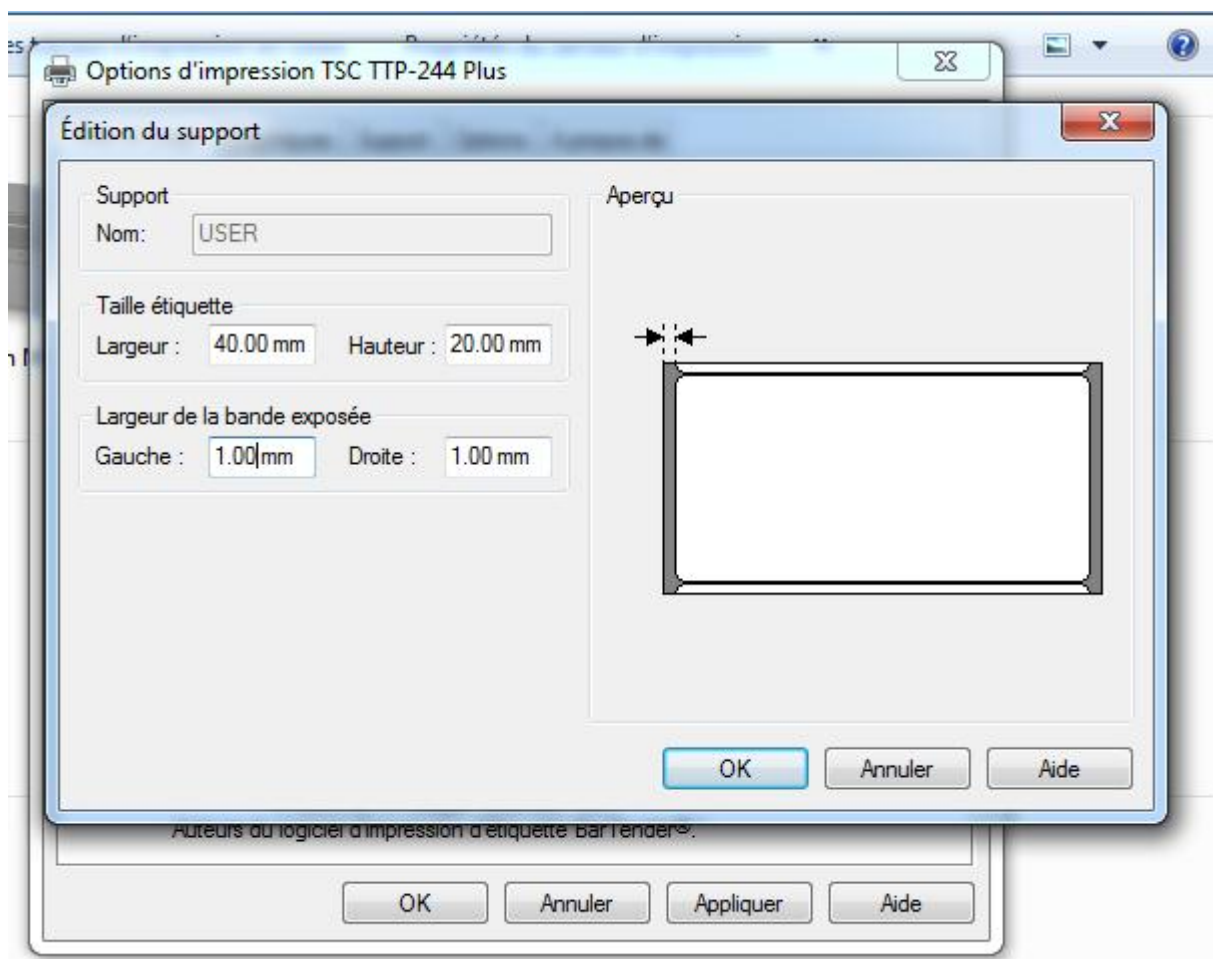 Options d'impression TSC TTP-244 Plus
Édition du support
Support
Nom: USER
Taille étiquette
Largeur : 40.00 mm Hauteur : 20.00 mm
Largeur de la bande exposée
Gauche : 1.00 mm Droite : 1.00 mm
Aperçu
OK Annuler Aide
Auteurs du logiciel d'impression d'étiquette BarTender®.
OK Annuler Appliquer Aide